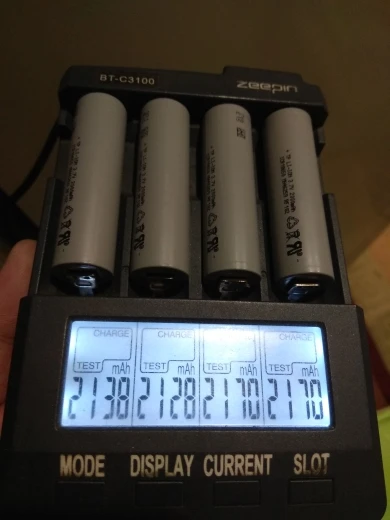 BT-C3100
zeepin
CHARGE CHARGE CHARGE CHARGE
TEST mAh TEST mAh TEST mAh TEST mAh
2138 2128 2170 2170
MODE DISPLAY CURRENT SLOT